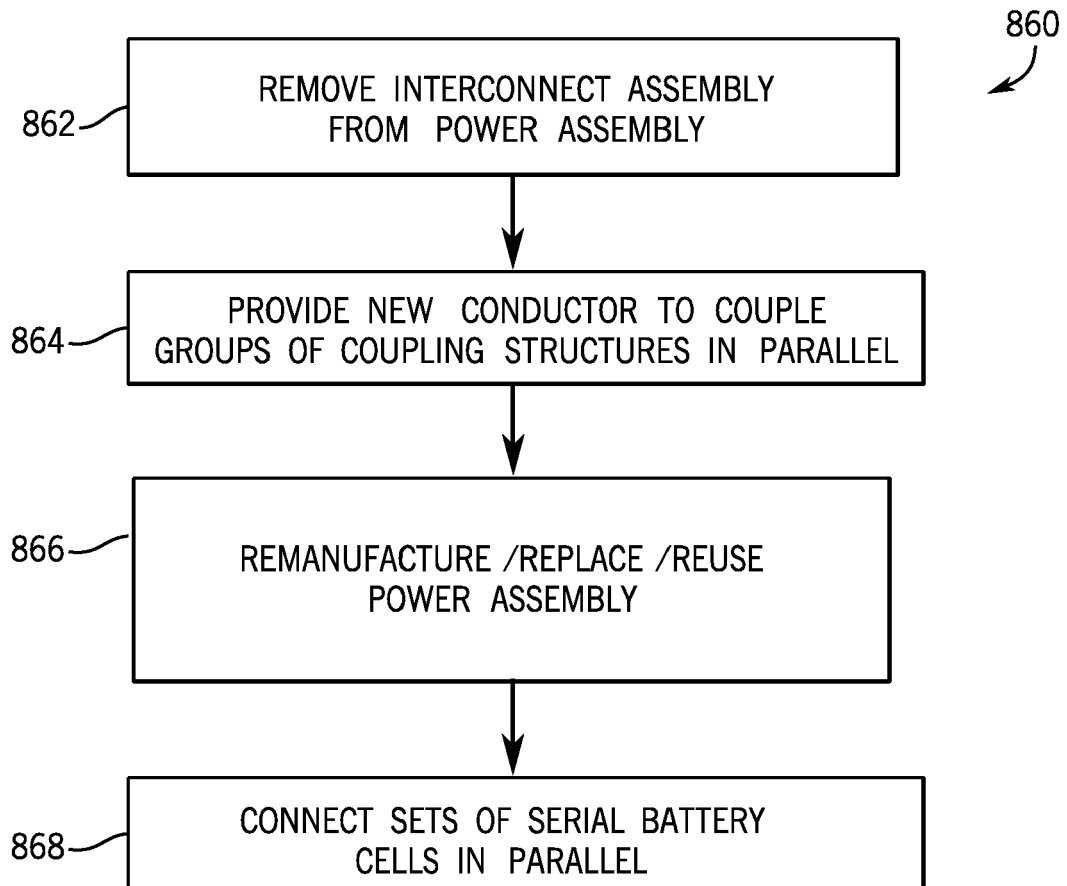 860
862
REMOVE INTERCONNECT ASSEMBLY
FROM POWER ASSEMBLY
864
PROVIDE NEW CONDUCTOR TO COUPLE
GROUPS OF COUPLING STRUCTURES IN PARALLEL
866
REMANUFACTURE /REPLACE /REUSE
POWER ASSEMBLY
868
CONNECT SETS OF SERIAL BATTERY
CELLS IN PARALLEL